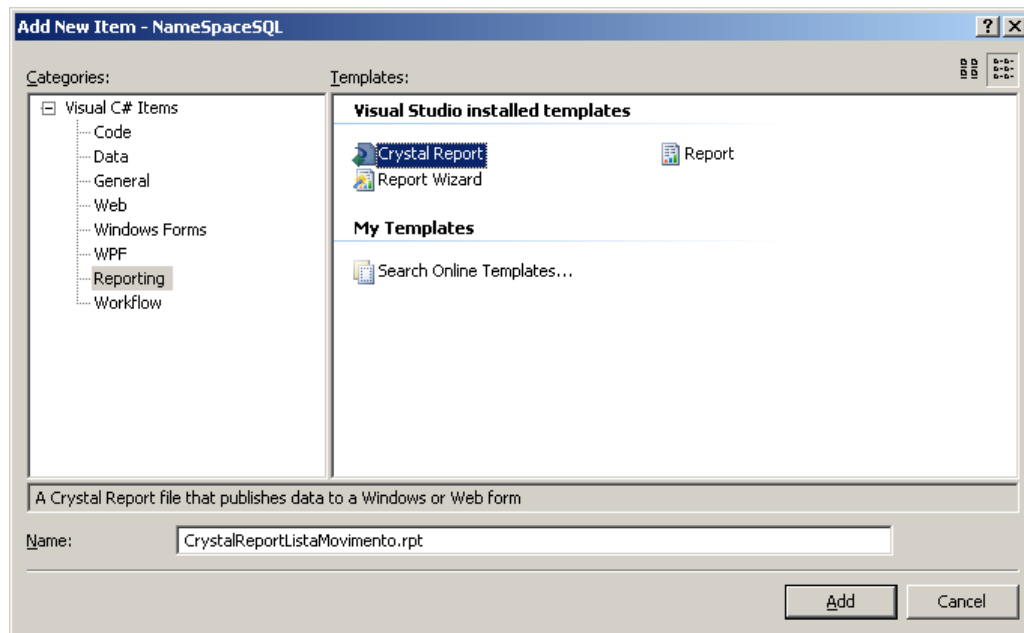 Add New Item - NameSpaceSQL
Categories:
Templates:
Visual C# Items
Code
Data
General
Web
Windows Forms
WPF
Reporting
Workflow
Visual Studio installed templates
Crystal Report
Report
Report Wizard
My Templates
Search Online Templates...
A Crystal Report file that publishes data to a Windows or Web form
Name:
CrystalReportListaMovimento.rpt
Add
Cancel